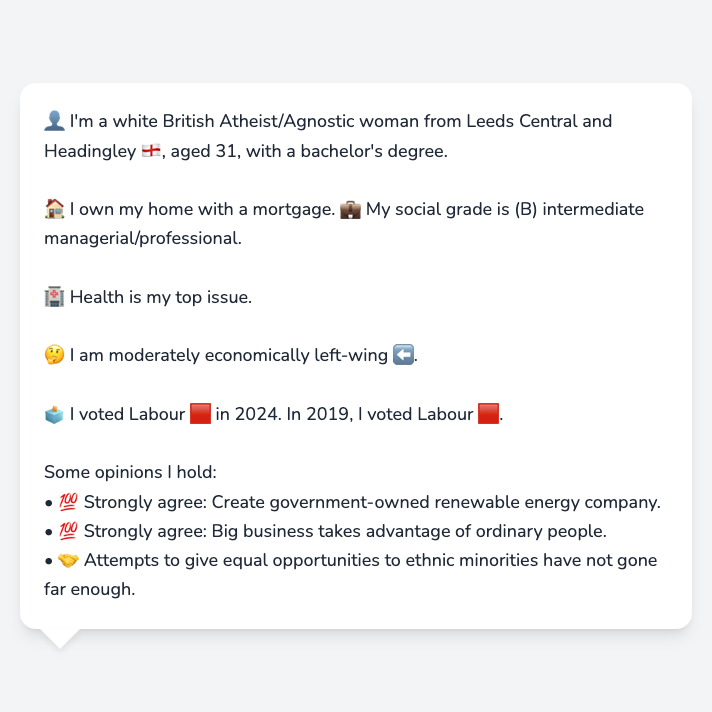 👤 I'm a white British Atheist/Agnostic woman from Leeds Central and
Headingley 🏴󠁧󠁢󠁥󠁮󠁧󠁿, aged 31, with a bachelor's degree.
🏠 I own my home with a mortgage. 💼 My social grade is (B) intermediate
managerial/professional.
🏥 Health is my top issue.
🤔 I am moderately economically left-wing ⬅️.
🗳️ I voted Labour 🟥 in 2024. In 2019, I voted Labour 🟥.
Some opinions I hold:
• 💯 Strongly agree: Create government-owned renewable energy company.
• 💯 Strongly agree: Big business takes advantage of ordinary people.
• 🤝 Attempts to give equal opportunities to ethnic minorities have not gone
far enough.